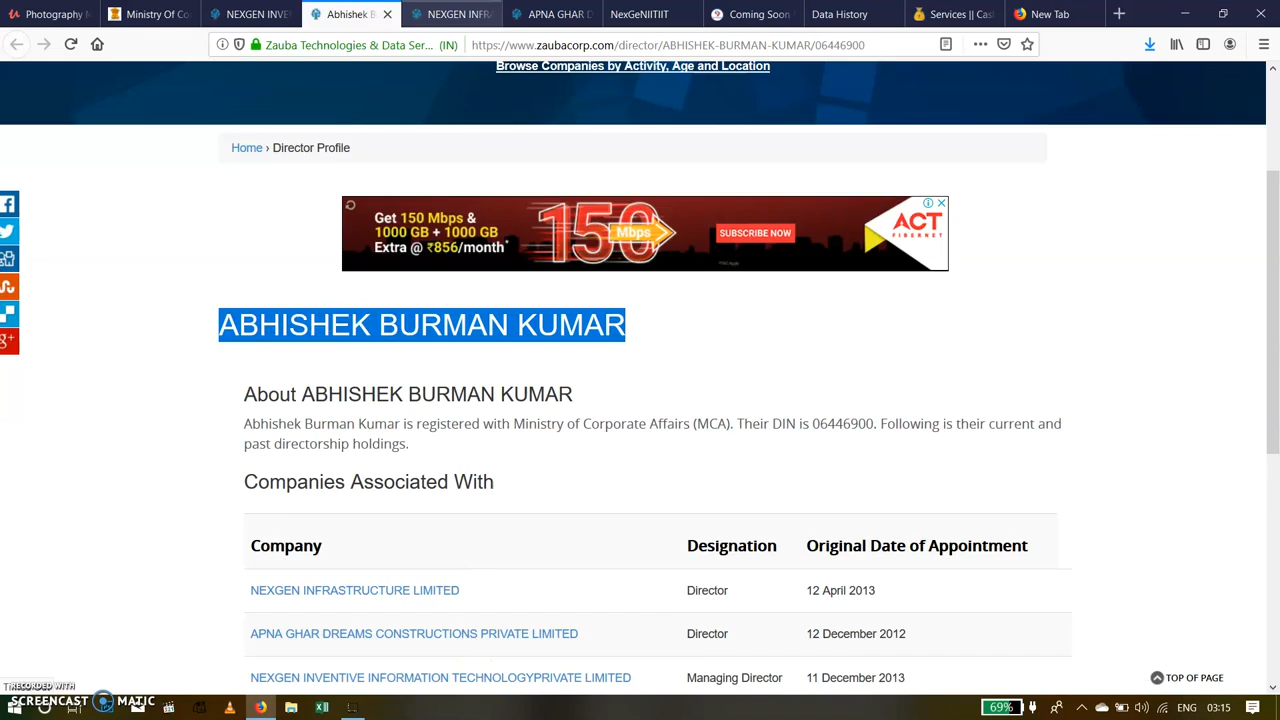 Photography M
Ministry Of Co
NEXGEN INVE
Abhishek B
NEXGEN INFRA
APNA GHAR D
NexGeNIITIIT
Coming Soon
Data History
Services || Cas
New Tab
Zauba Technologies & Data Ser... (IN)
https://www.zaubacorp.com/director/ABHISHEK-BURMAN-KUMAR/06446900
Browse Companies by Activity, Age and Location
Home › Director Profile
Get 150 Mbps &
1000 GB + 1000 GB
Extra @ ₹856/month*
150
Mbps
SUBSCRIBE NOW
ACT
FIBERNET
ABHISHEK BURMAN KUMAR
About ABHISHEK BURMAN KUMAR
Abhishek Burman Kumar is registered with Ministry of Corporate Affairs (MCA). Their DIN is 06446900. Following is their current and
past directorship holdings.
Companies Associated With
Company Designation Original Date of Appointment
NEXGEN INFRASTRUCTURE LIMITED Director 12 April 2013
APNA GHAR DREAMS CONSTRUCTIONS PRIVATE LIMITED Director 12 December 2012
NEXGEN INVENTIVE INFORMATION TECHNOLOGYPRIVATE LIMITED Managing Director 11 December 2013
TOP OF PAGE
RECORDED WITH
SCREENCAST MATIC
69%
ENG
03:15